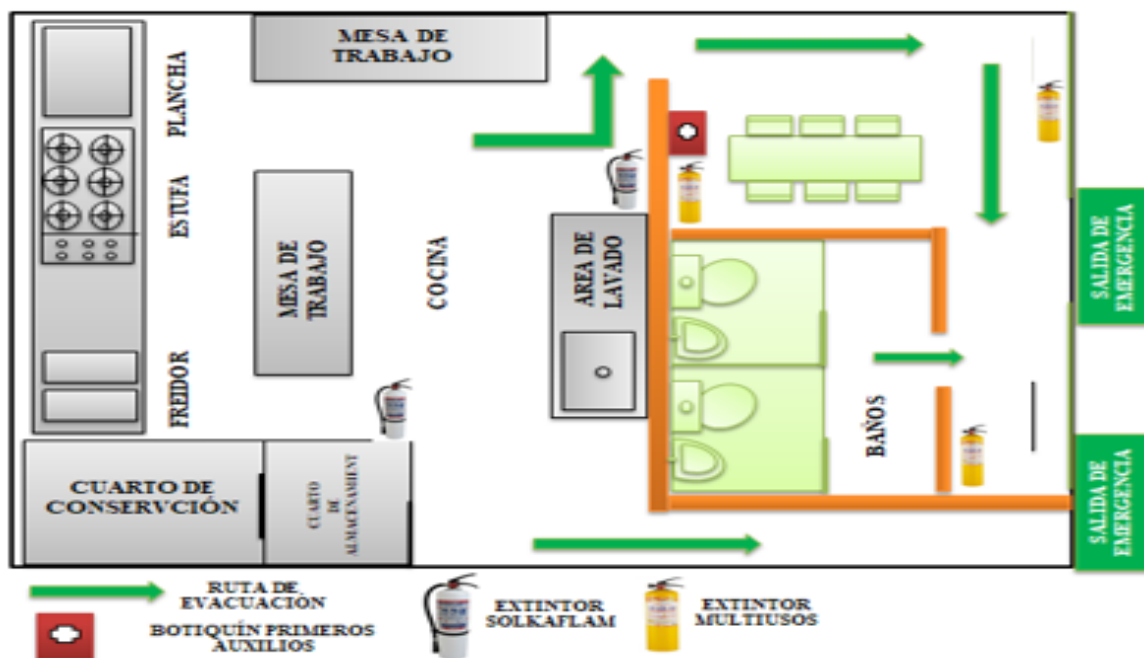 MESA DE
TRABAJO
PLANCHA
ESTUFA
FREIDOR
MESA DE
TRABAJO
COCINA
AREA DE
LAVADO
BAÑOS
SALIDA DE
EMERGENCIA
SALIDA DE
EMERGENCIA
CUARTO DE
CONSERVCIÓN
CUARTO
DE
ALMACENAMIENT
RUTA DE
EVACUACIÓN
BOTIQUÍN PRIMEROS
AUXILIOS
EXTINTOR
SOLKAFLAM
EXTINTOR
MULTIUSOS